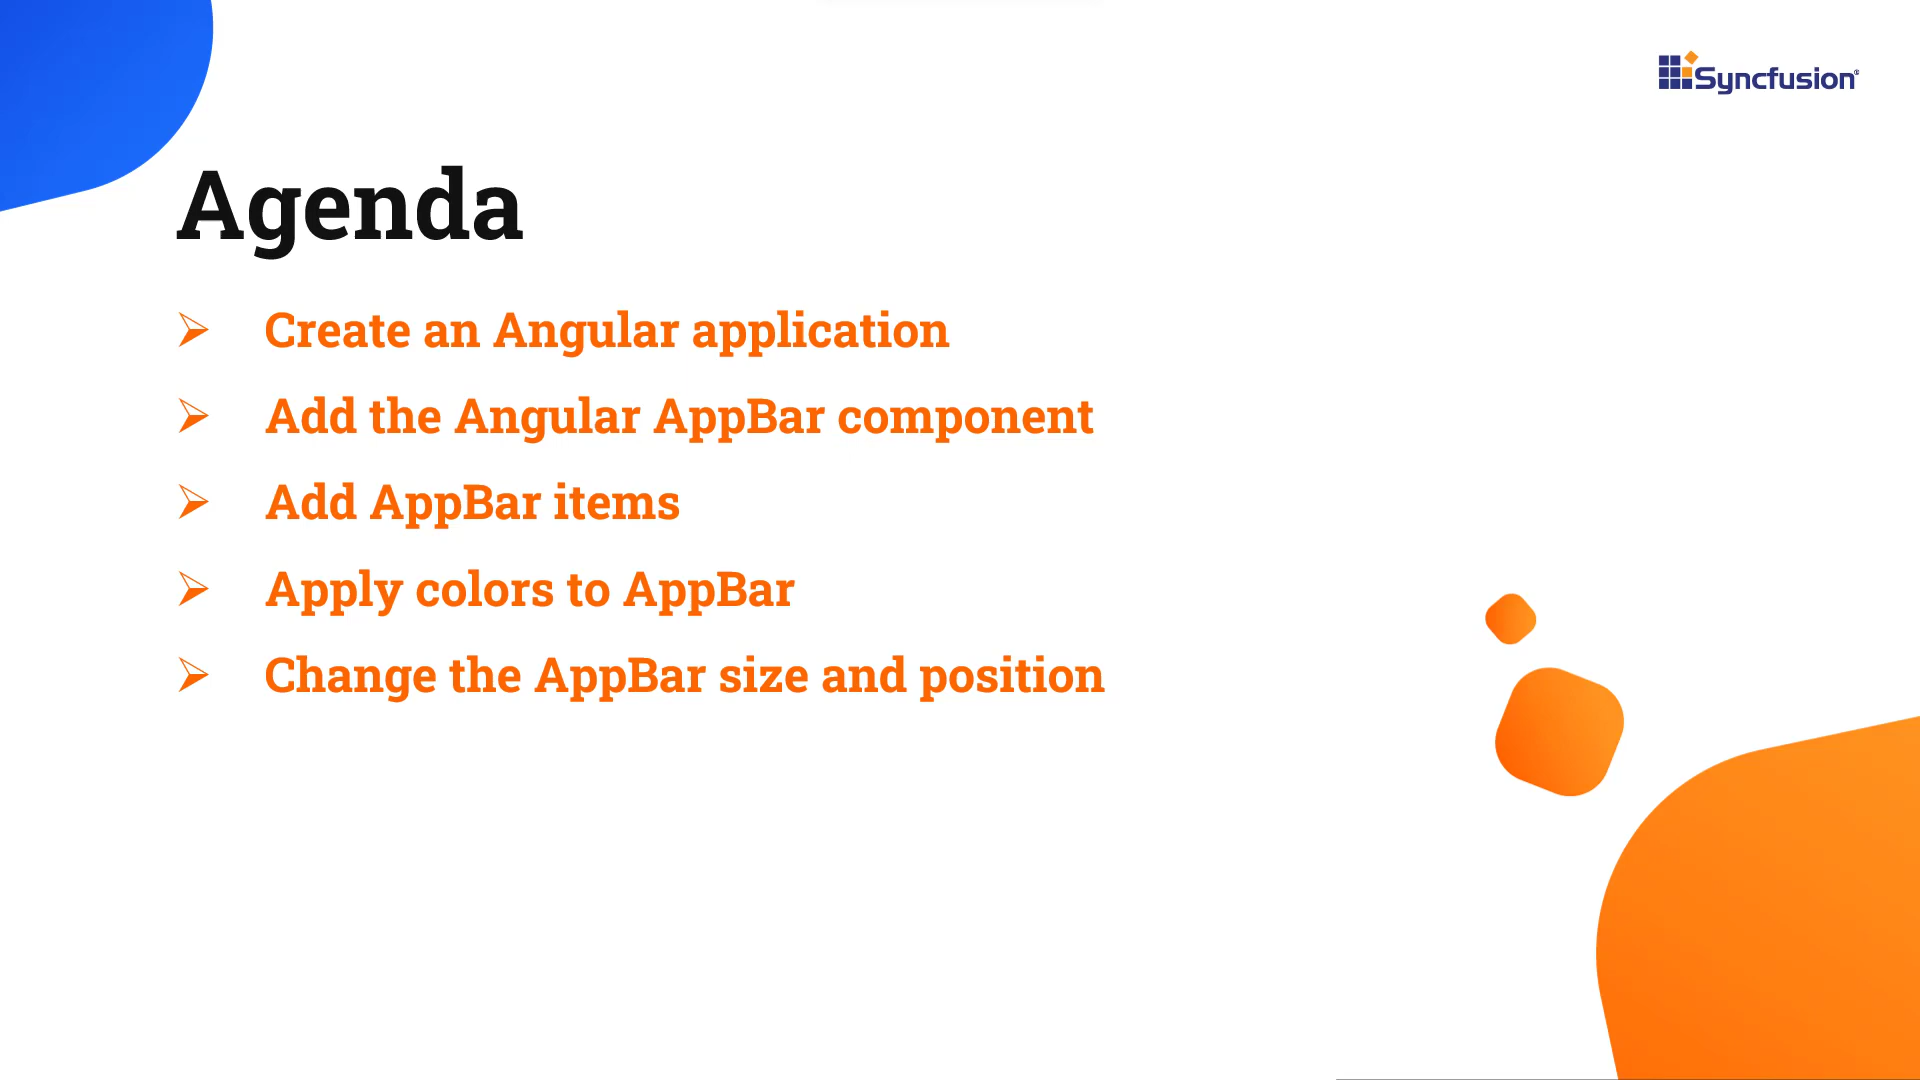 Syncfusion®
Agenda
➢ Create an Angular application
➢ Add the Angular AppBar component
➢ Add AppBar items
➢ Apply colors to AppBar
➢ Change the AppBar size and position